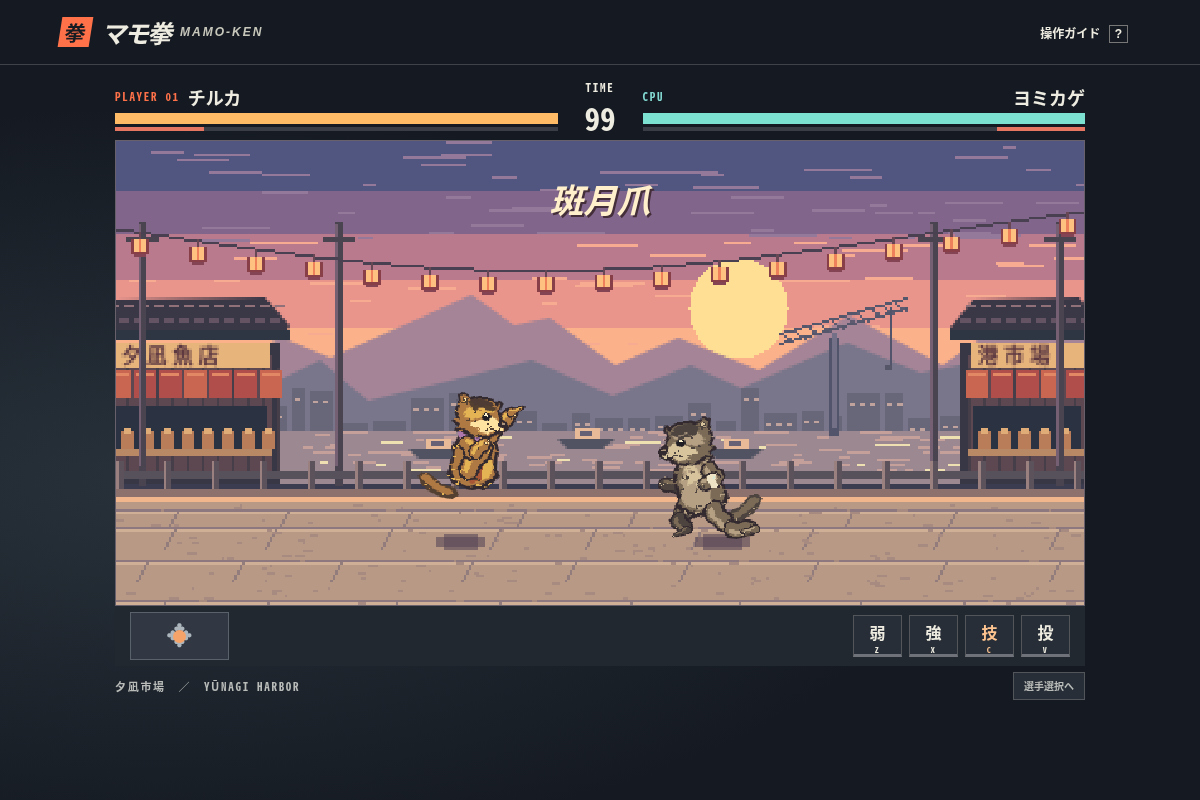 拳 マモ拳 MAMO-KEN
操作ガイド ?
PLAYER 01 チルカ
TIME
99
CPU
ヨミカゲ
斑月爪
夕凪魚店
港市場
弱
Z
強
X
技
C
投
V
夕凪市場 ／ YŪNAGI HARBOR
選手選択へ